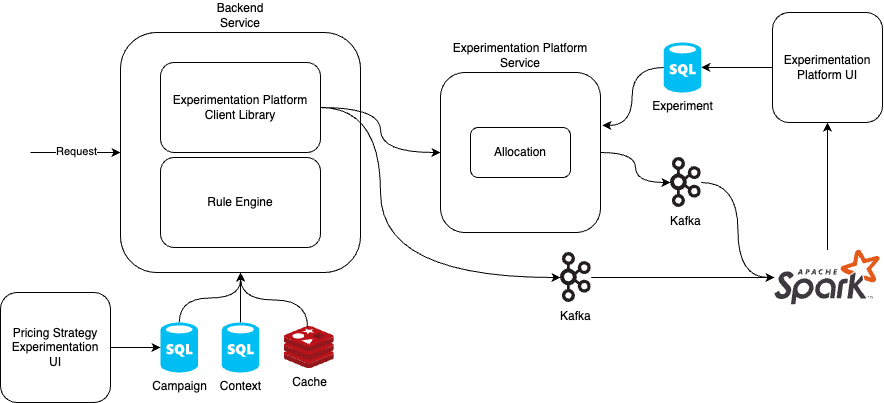 Backend
Service
Experimentation Platform
Client Library
Rule Engine
Request
Experimentation Platform
Service
Allocation
SQL
Experiment
Experimentation
Platform UI
Kafka
Kafka
APACHE
Spark
Pricing Strategy
Experimentation
UI
SQL
Campaign
SQL
Context
Cache